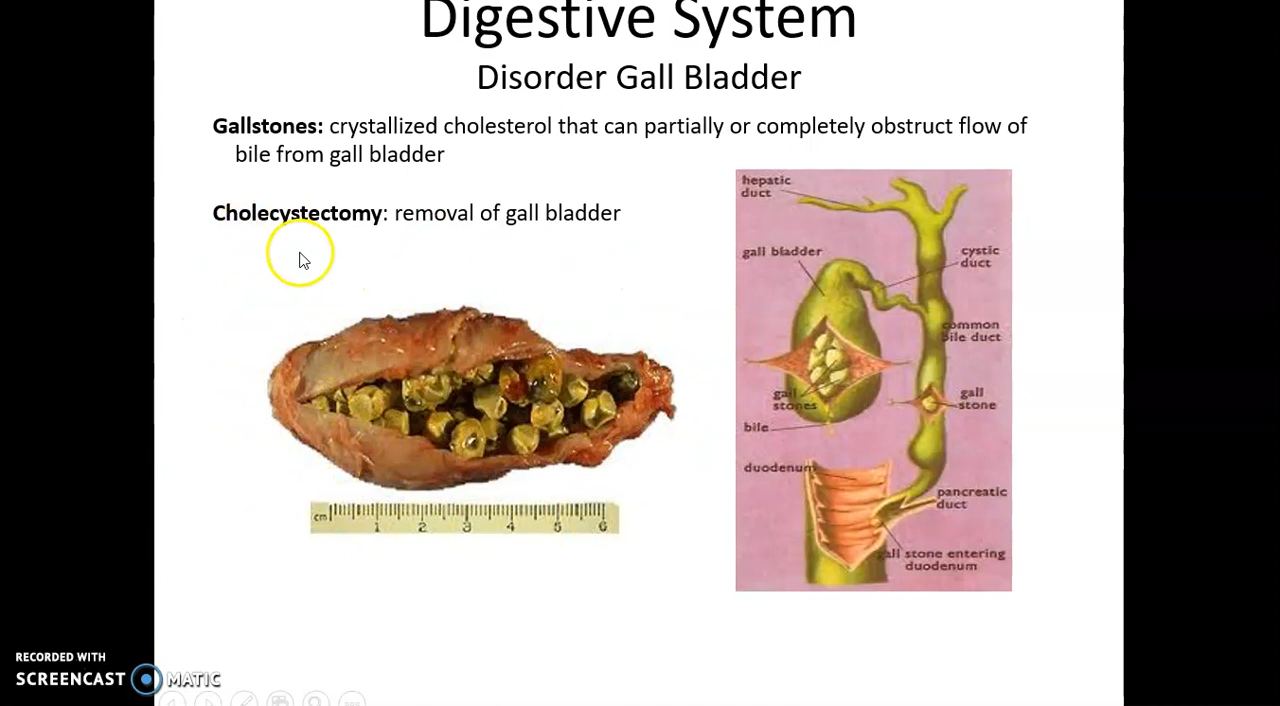 Digestive System
Disorder Gall Bladder
Gallstones: crystallized cholesterol that can partially or completely obstruct flow of
bile from gall bladder
Cholecystectomy: removal of gall bladder
hepatic
duct
gall bladder
cystic
duct
common
bile duct
gall
stones
gall
stone
bile
duodenum
pancreatic
duct
gall stone entering
duodenum
cm 1 2 3 4 5 6
RECORDED WITH
SCREENCAST MATIC